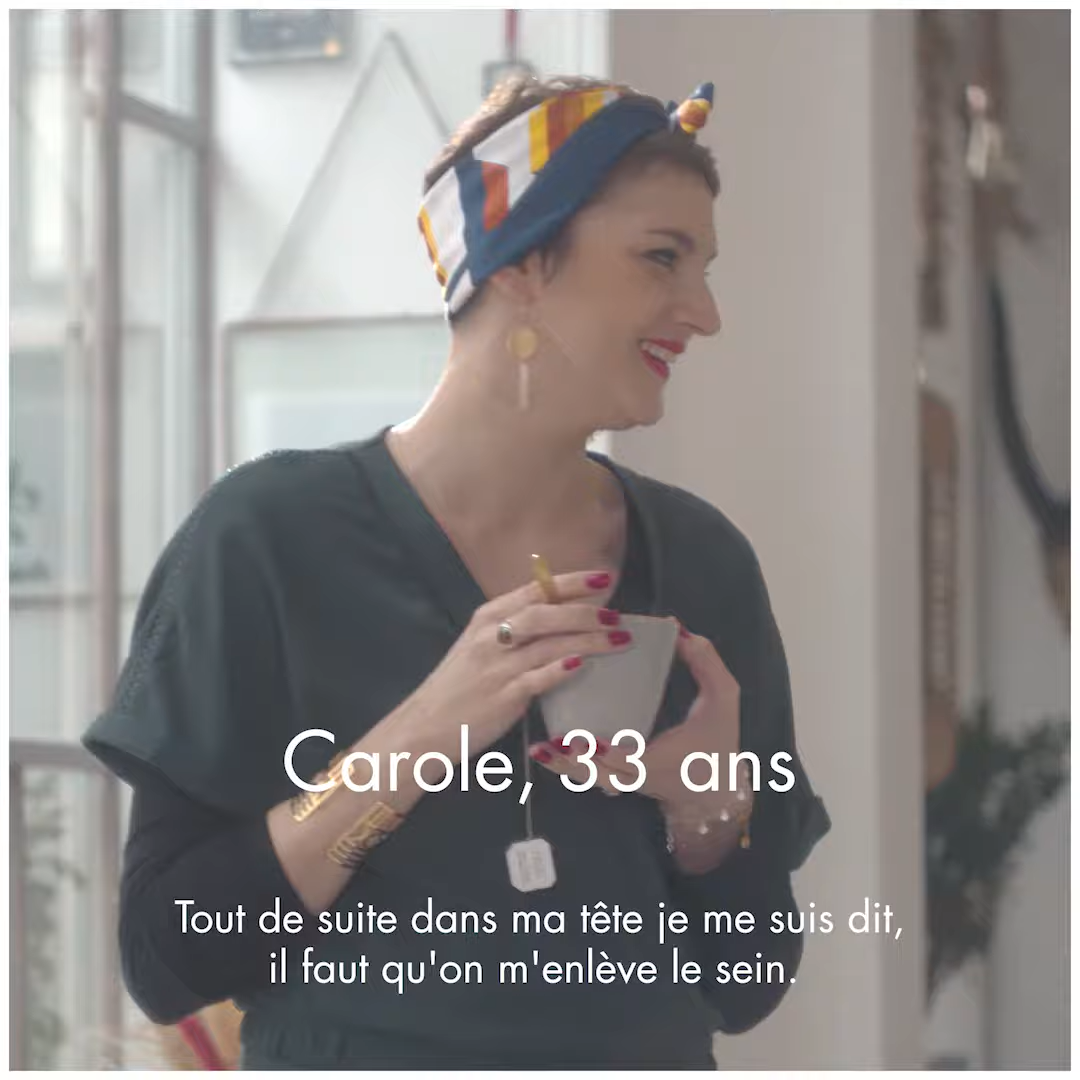 Carole, 33 ans
Tout de suite dans ma tête je me suis dit,
il faut qu'on m'enlève le sein.